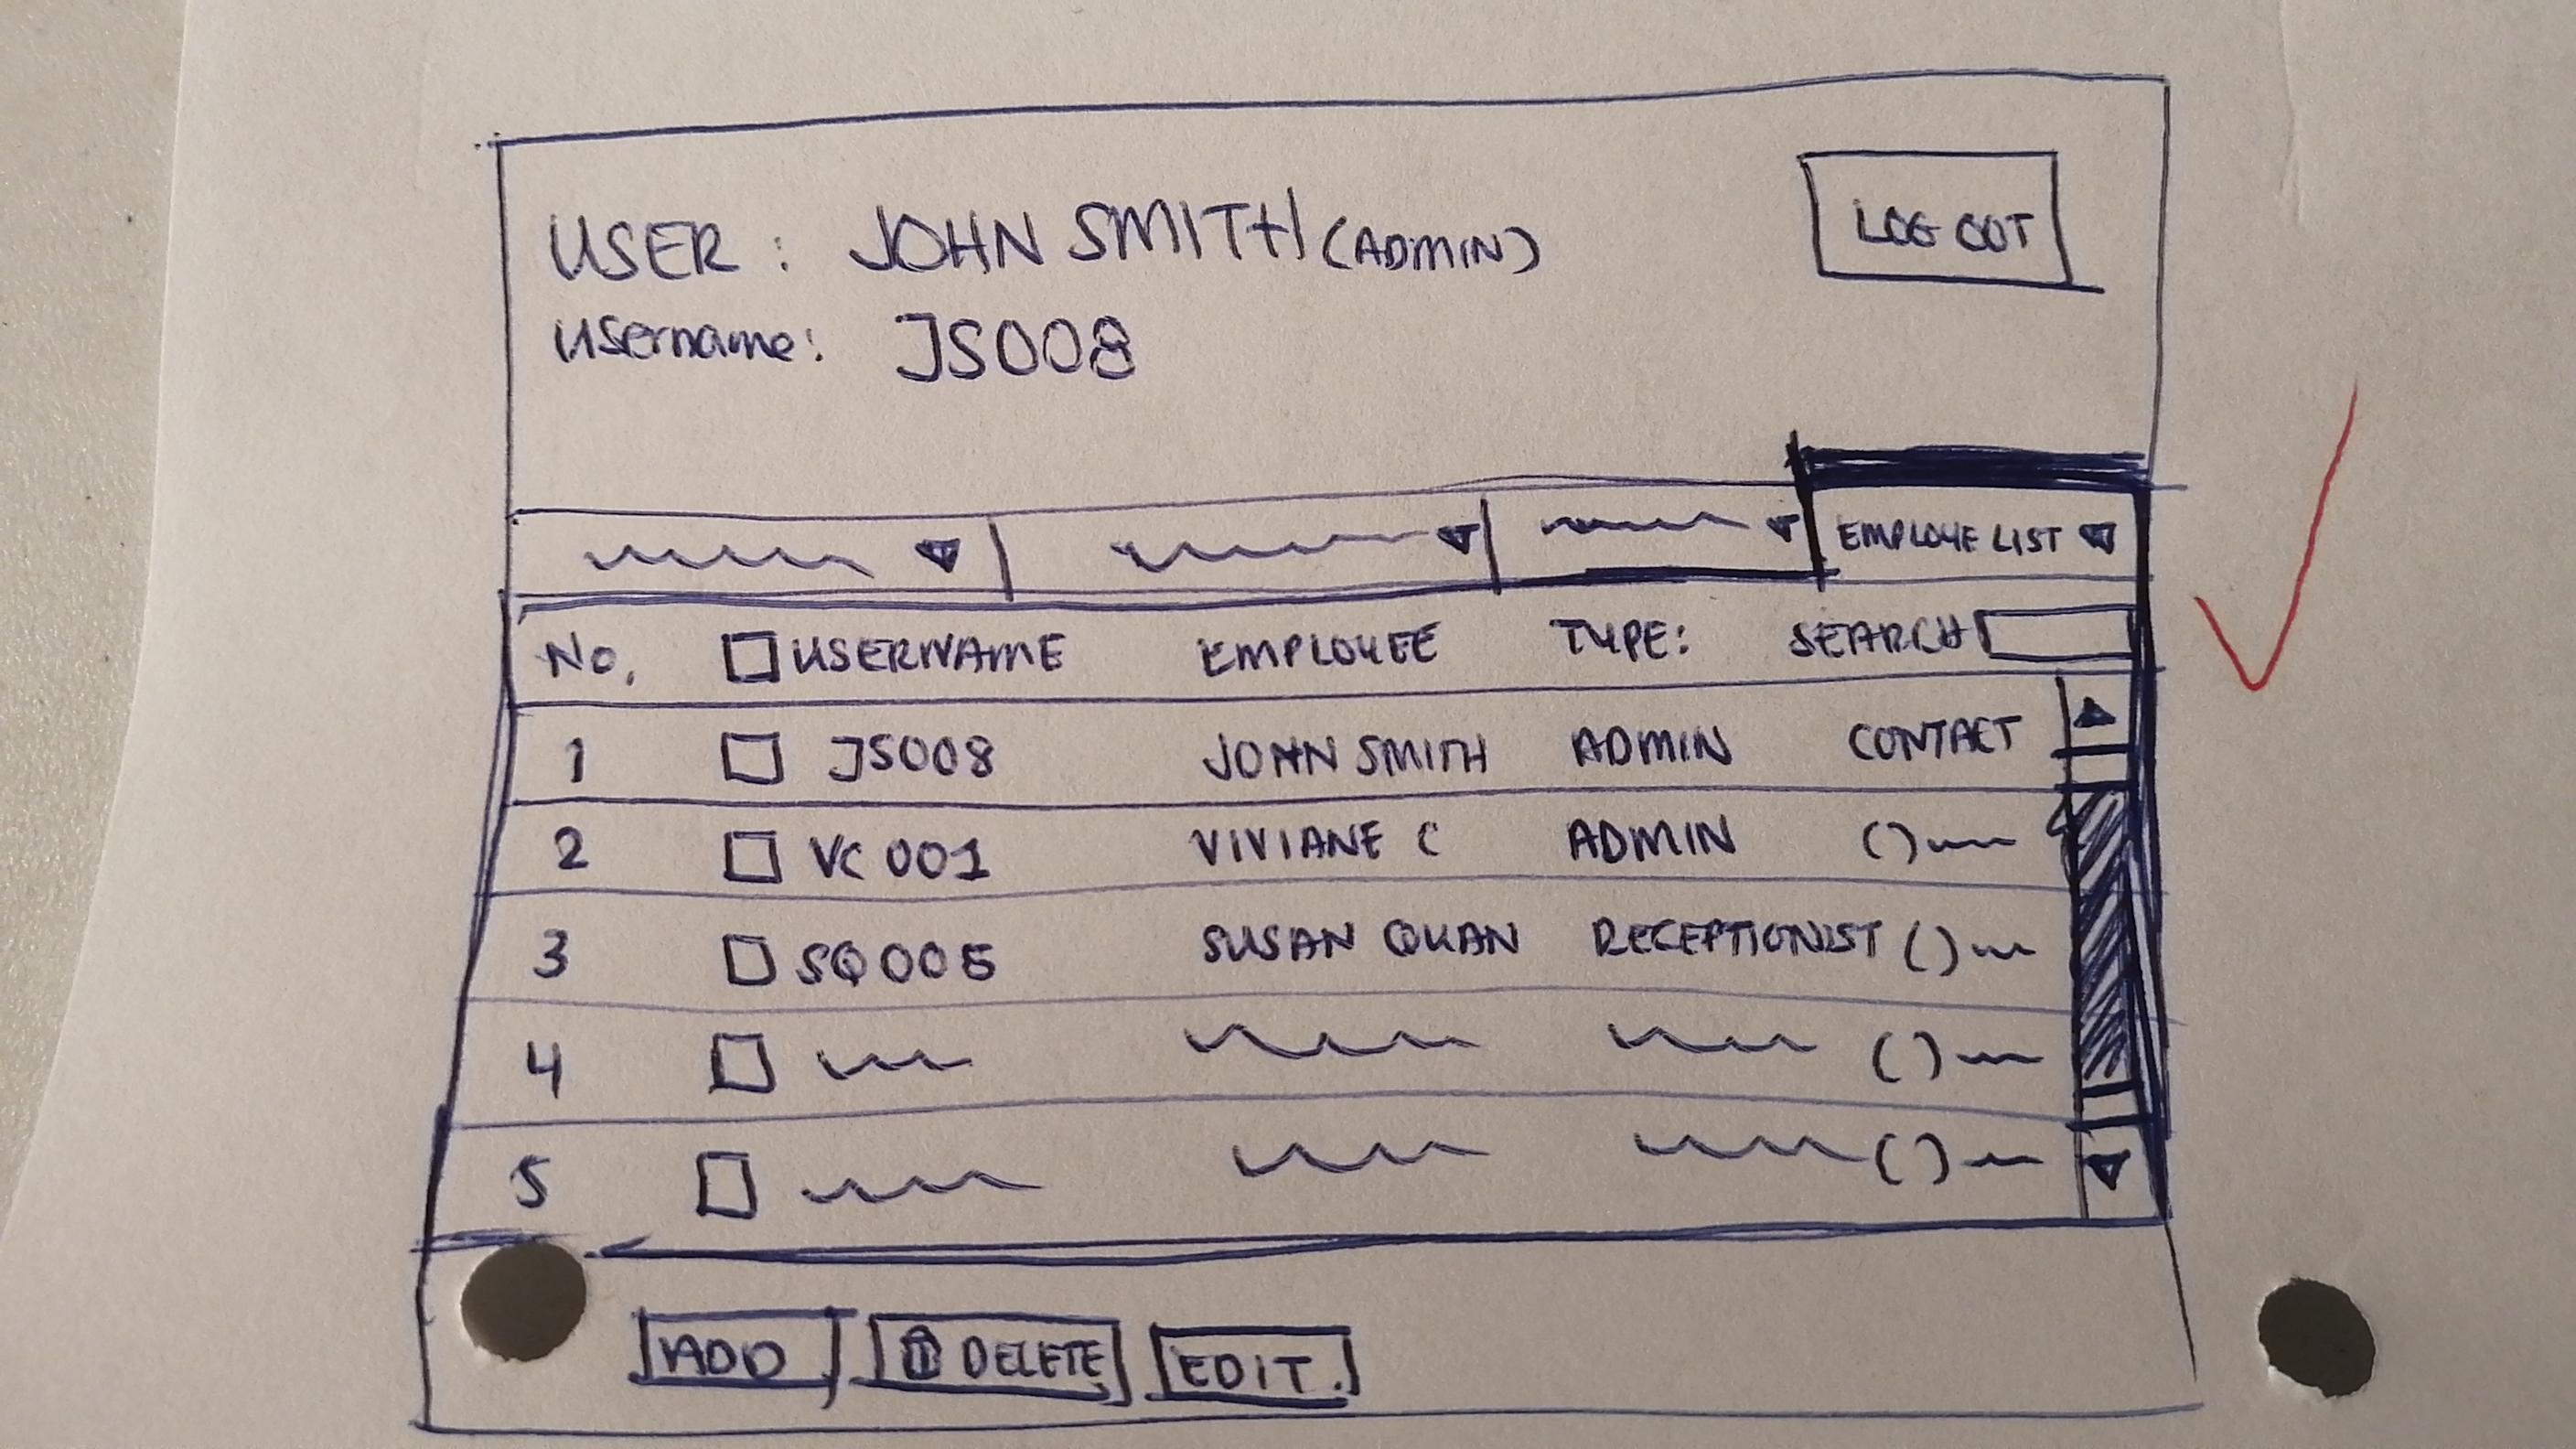 USER : JOHN SMITH (ADMIN)
LOG OUT
Username: JS008
EMPLOYE LIST
No. USERNAME EMPLOYEE TYPE: SEARCH
1 JS008 JOHN SMITH ADMIN CONTACT
2 VC 001 VIVIANE C ADMIN ()
3 SQ005 SUSAN QUAN RECEPTIONIST ()
4 ()
5 ()
ADD DELETE EDIT